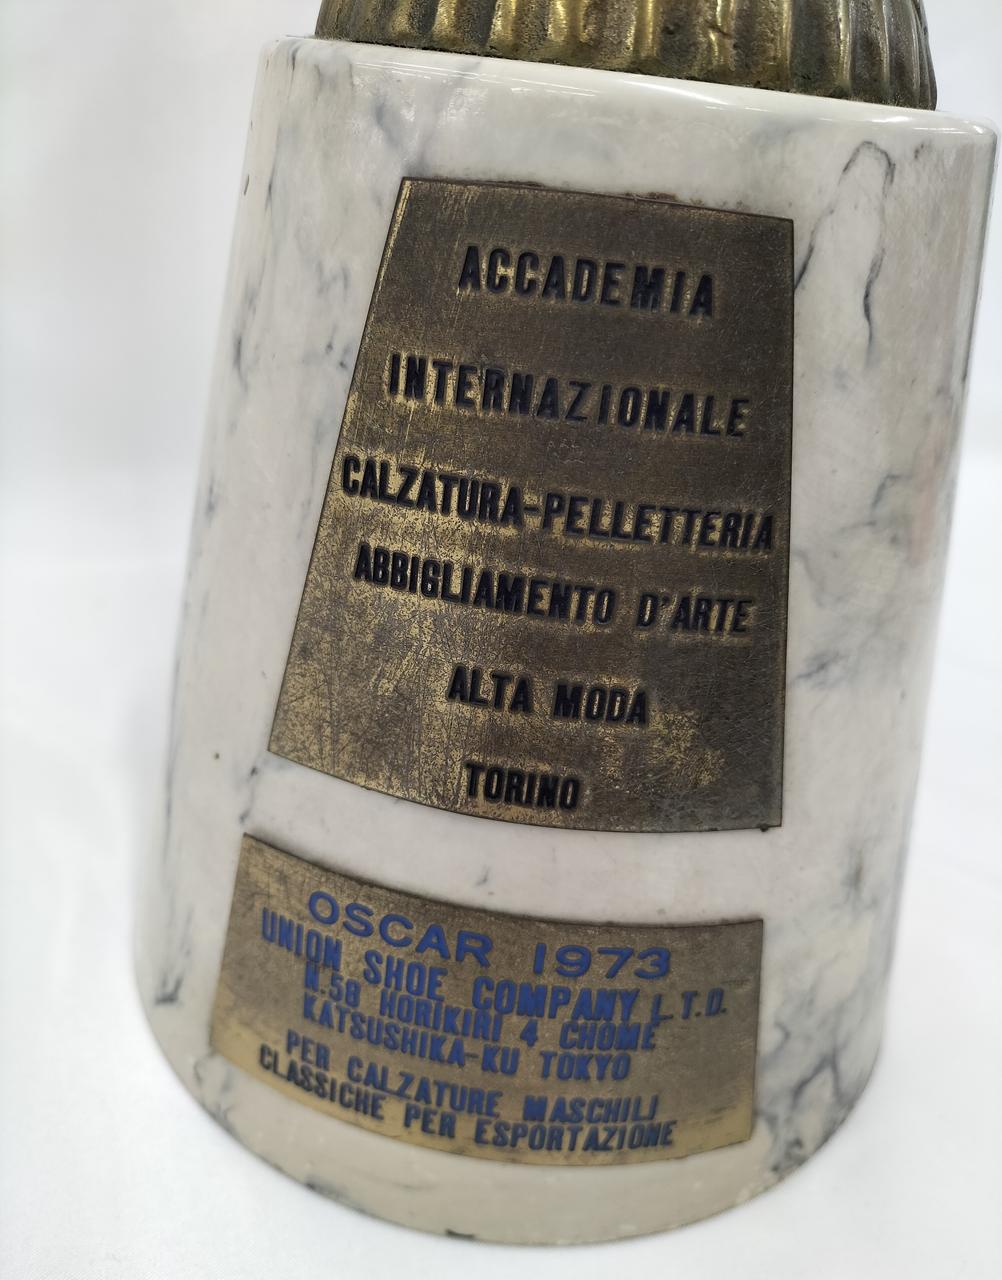 ACCADEMIA
INTERNAZIONALE
CALZATURA-PELLETTERIA
ABBIGLIAMENTO D'ARTE
ALTA MODA
TORINO
OSCAR 1973
UNION SHOE COMPANY L.T.D.
N.58 HORIKIRI 4 CHOME
KATSUSHIKA-KU TOKYO
PER CALZATURE MASCHILI
CLASSICHE PER ESPORTAZIONE